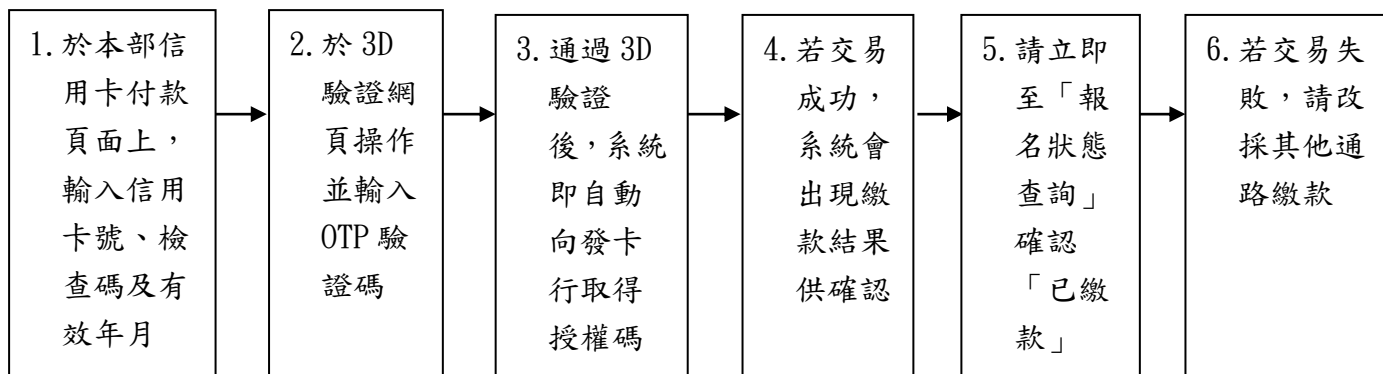 1.於本部信
用卡付款
頁面上，
輸入信用
卡號、檢
查碼及有
效年月
2.於 3D
驗證網
頁操作
並輸入
OTP 驗
證碼
3.通過 3D
驗證
後，系統
即自動
向發卡
行取得
授權碼
4.若交易
成功，
系統會
出現繳
款結果
供確認
5.請立即
至「報
名狀態
查詢」
確認
「已繳
款」
6.若交易失
敗，請改
採其他通
路繳款